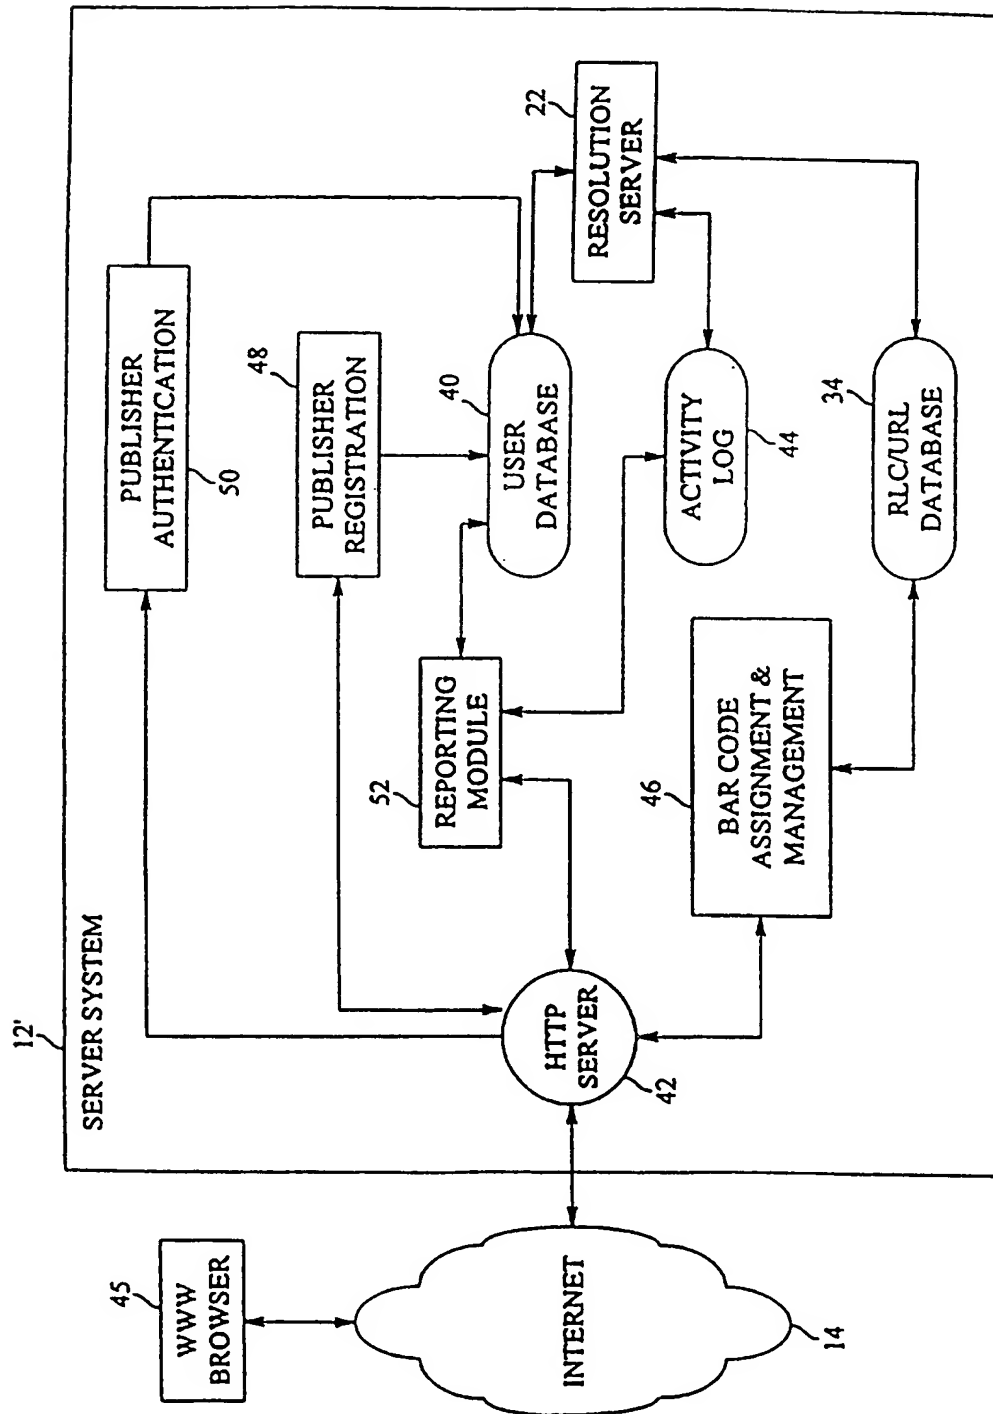 12'
SERVER SYSTEM
45
WWW
BROWSER
INTERNET
14
HTTP
SERVER
42
PUBLISHER
AUTHENTICATION
50
48
PUBLISHER
REGISTRATION
52
REPORTING
MODULE
40
USER
DATABASE
22
RESOLUTION
SERVER
ACTIVITY
LOG
44
46
BAR CODE
ASSIGNMENT &
MANAGEMENT
34
RLC/URL
DATABASE